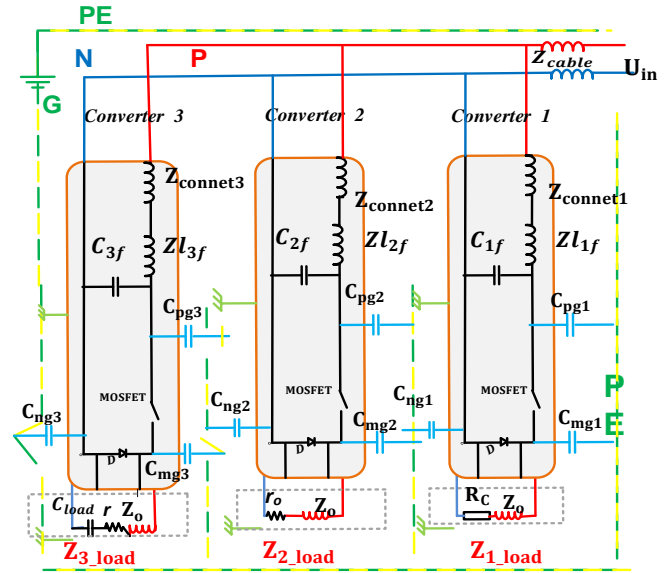 PE
N P
Z_cable
U_in
G
Converter 3 Converter 2 Converter 1
Z_connet3 Z_connet2 Z_connet1
C_3f Zl_3f C_2f Zl_2f C_1f Zl_1f
C_pg3 C_pg2 C_pg1
MOSFET MOSFET MOSFET
P
E
C_ng3 C_ng2 C_ng1
C_mg3 C_mg2 C_mg1
D D D
C_load r Z_o r_o Z_o R_C Z_o
Z_3_load Z_2_load Z_1_load